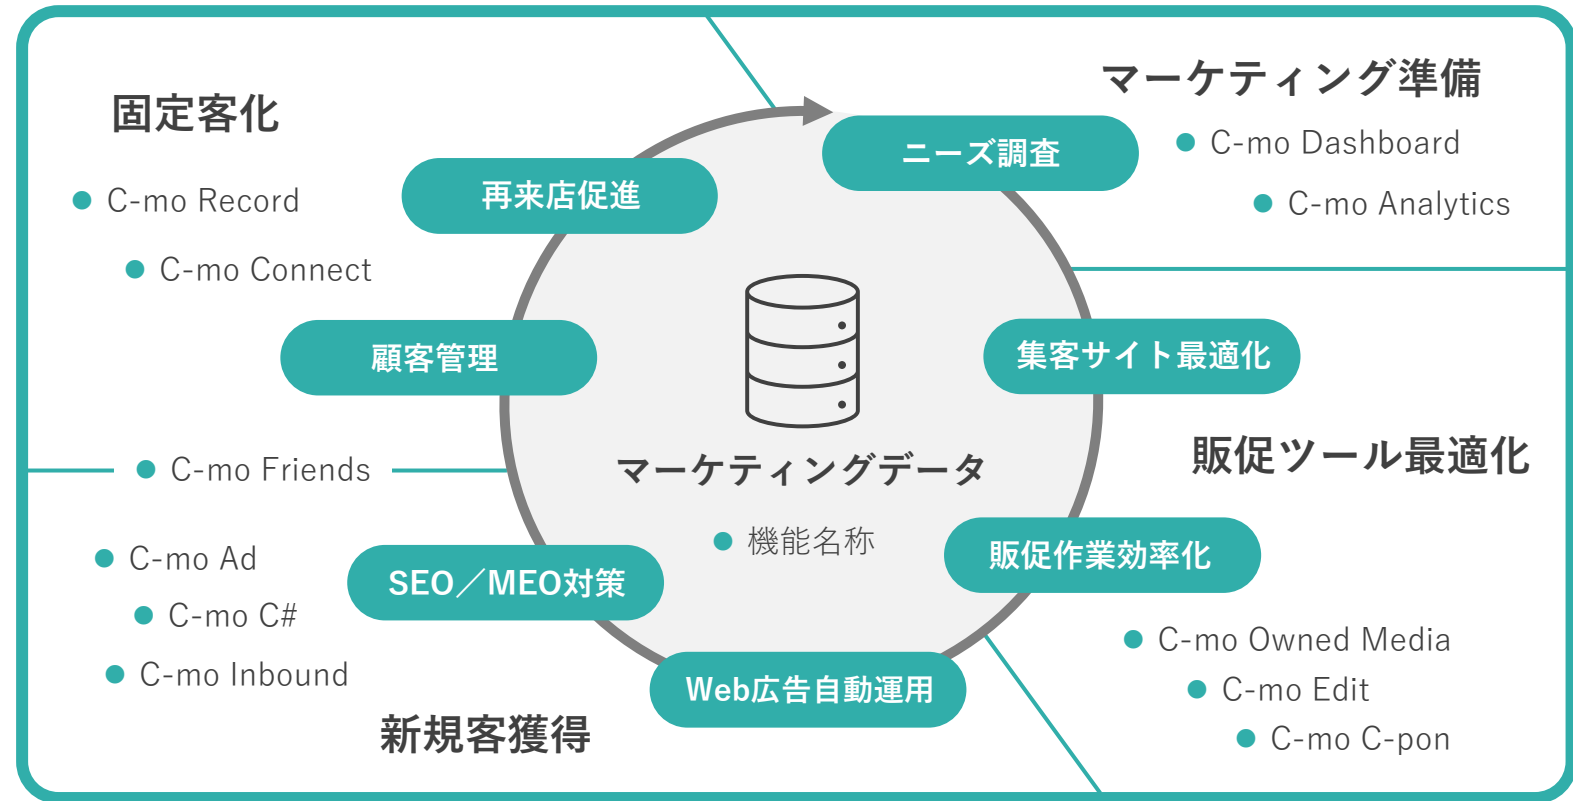 固定客化
C-mo Record
C-mo Connect
再来店促進
顧客管理
マーケティング準備
C-mo Dashboard
C-mo Analytics
ニーズ調査
集客サイト最適化
販促ツール最適化
販促作業効率化
C-mo Owned Media
C-mo Edit
C-mo C-pon
マーケティングデータ
機能名称
C-mo Friends
C-mo Ad
C-mo C#
C-mo Inbound
SEO／MEO対策
Web広告自動運用
新規客獲得